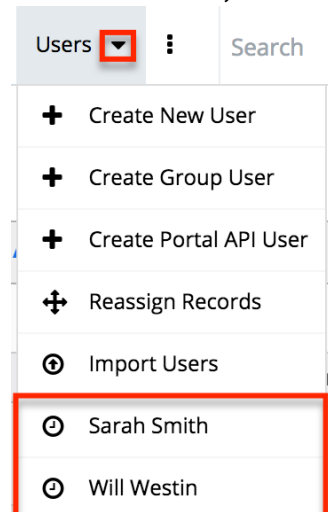 Users Search
Create New User
Create Group User
Create Portal API User
Reassign Records
Import Users
Sarah Smith
Will Westin